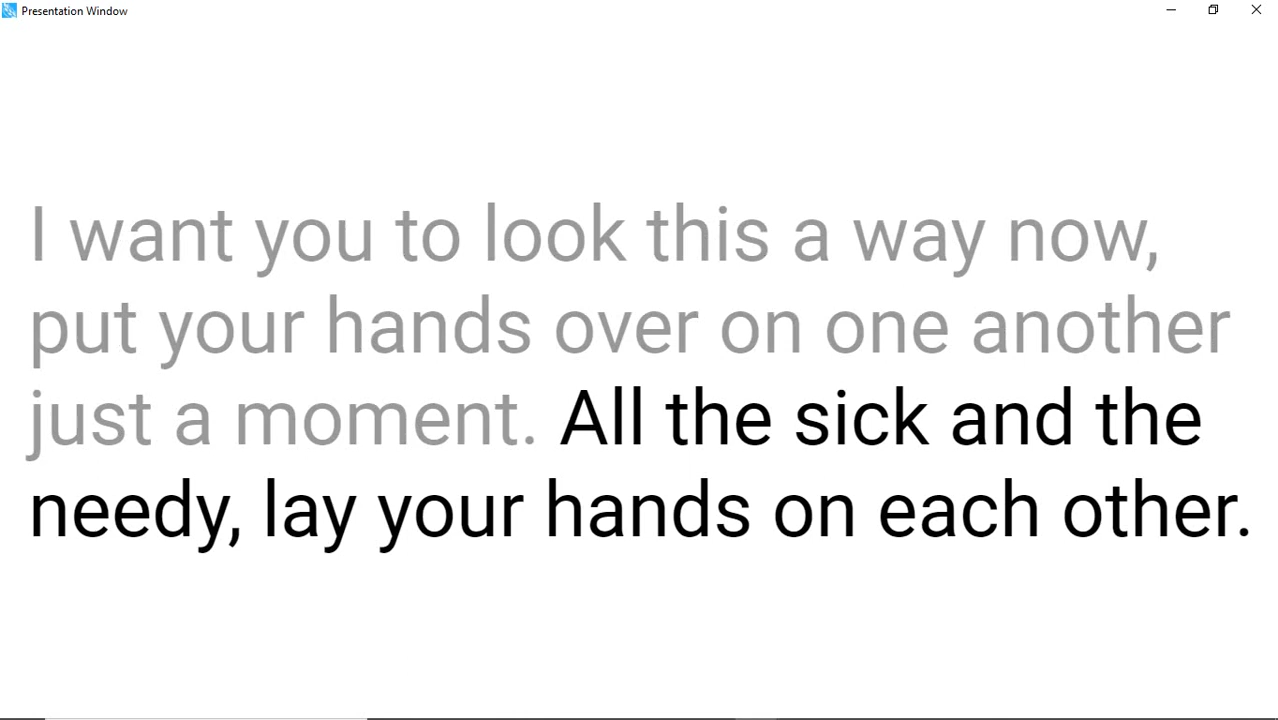 Presentation Window
I want you to look this a way now,
put your hands over on one another
just a moment. All the sick and the
needy, lay your hands on each other.